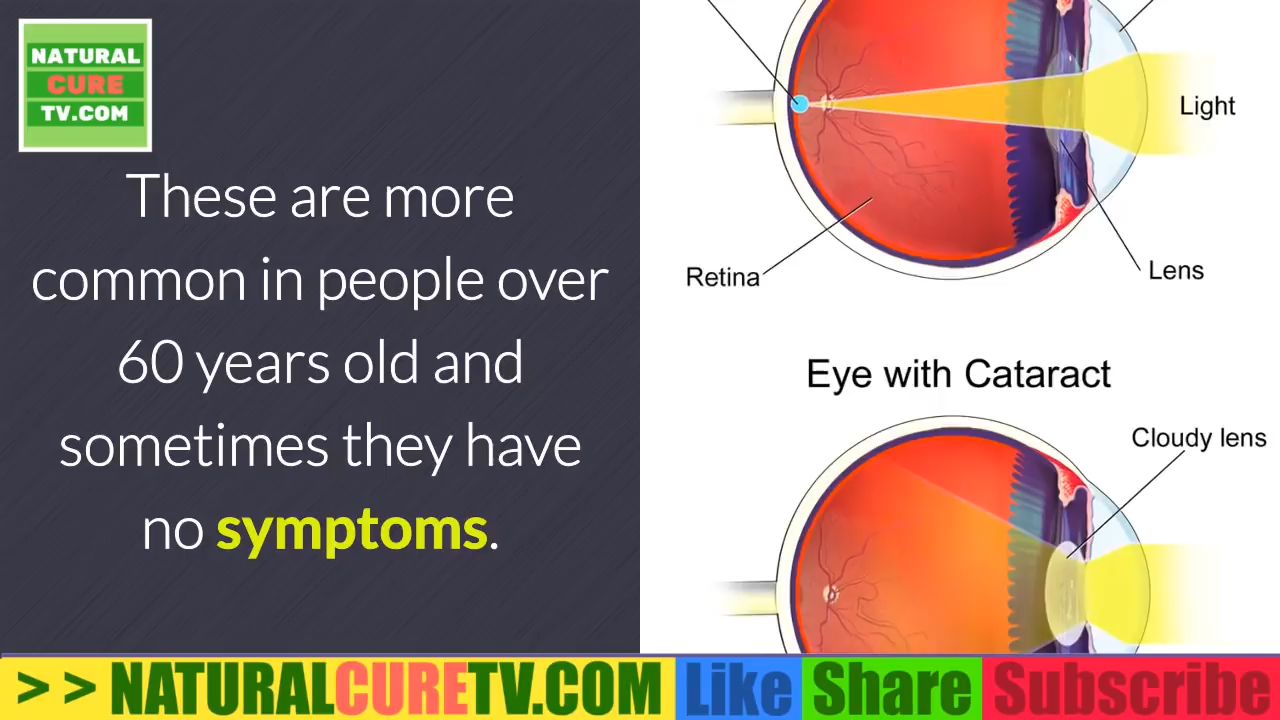 NATURAL
CURE
TV.COM
These are more
common in people over
60 years old and
sometimes they have
no symptoms.
Light
Retina
Lens
Eye with Cataract
Cloudy lens
> > NATURALCURETV.COM Like Share Subscribe